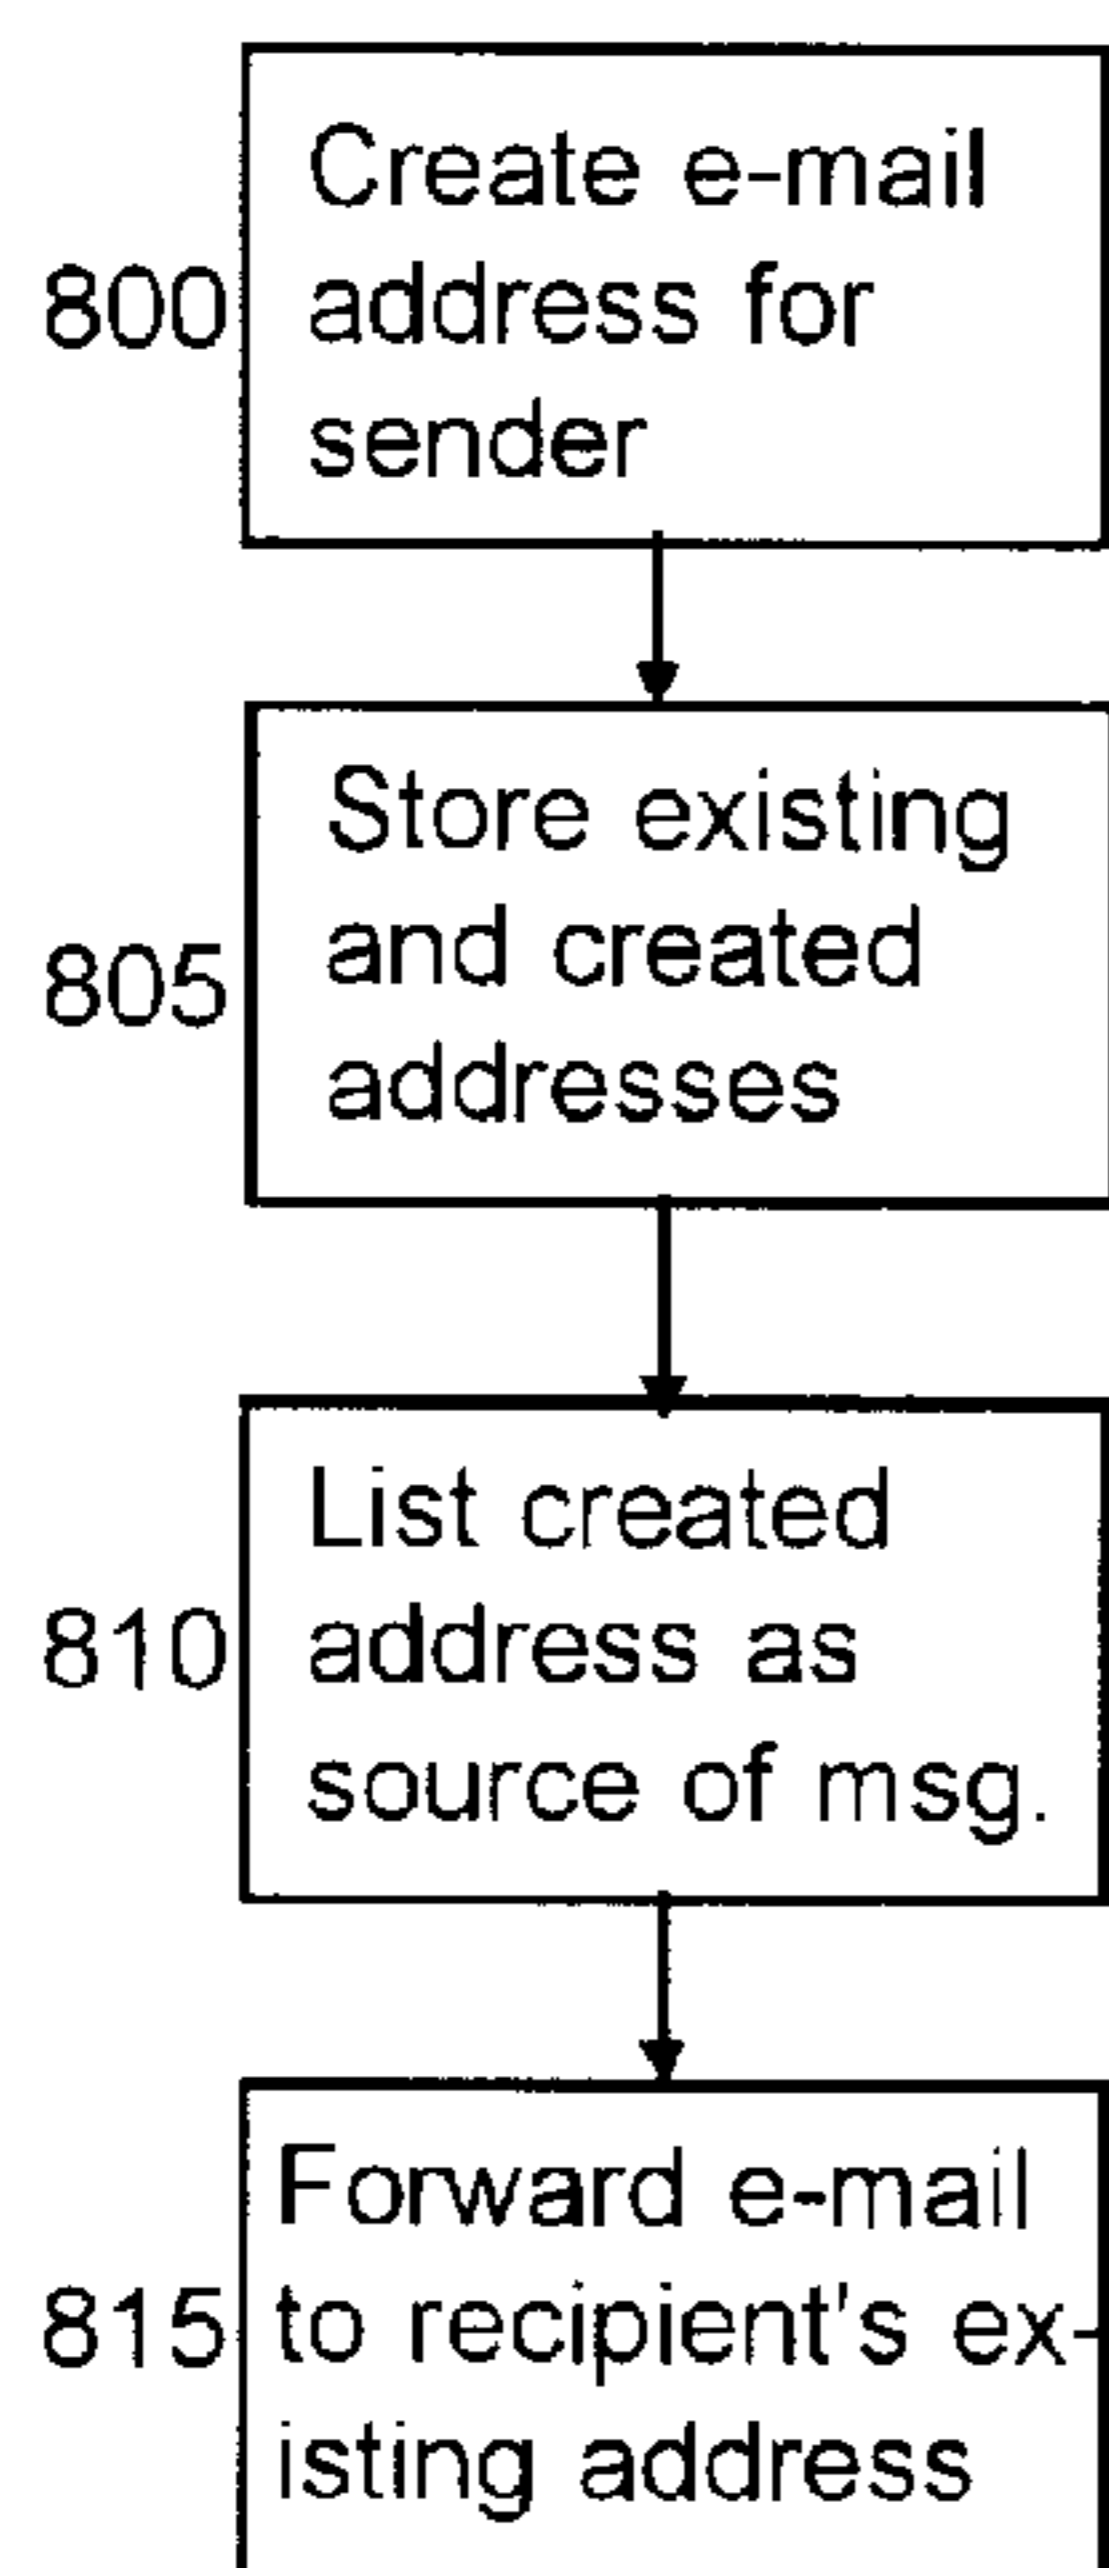 Create e-mail
800 address for
sender
Store existing
and created
805
addresses
List created
810 address as
source of msg.
Forward e-mail
815 to recipient's ex-
isting address